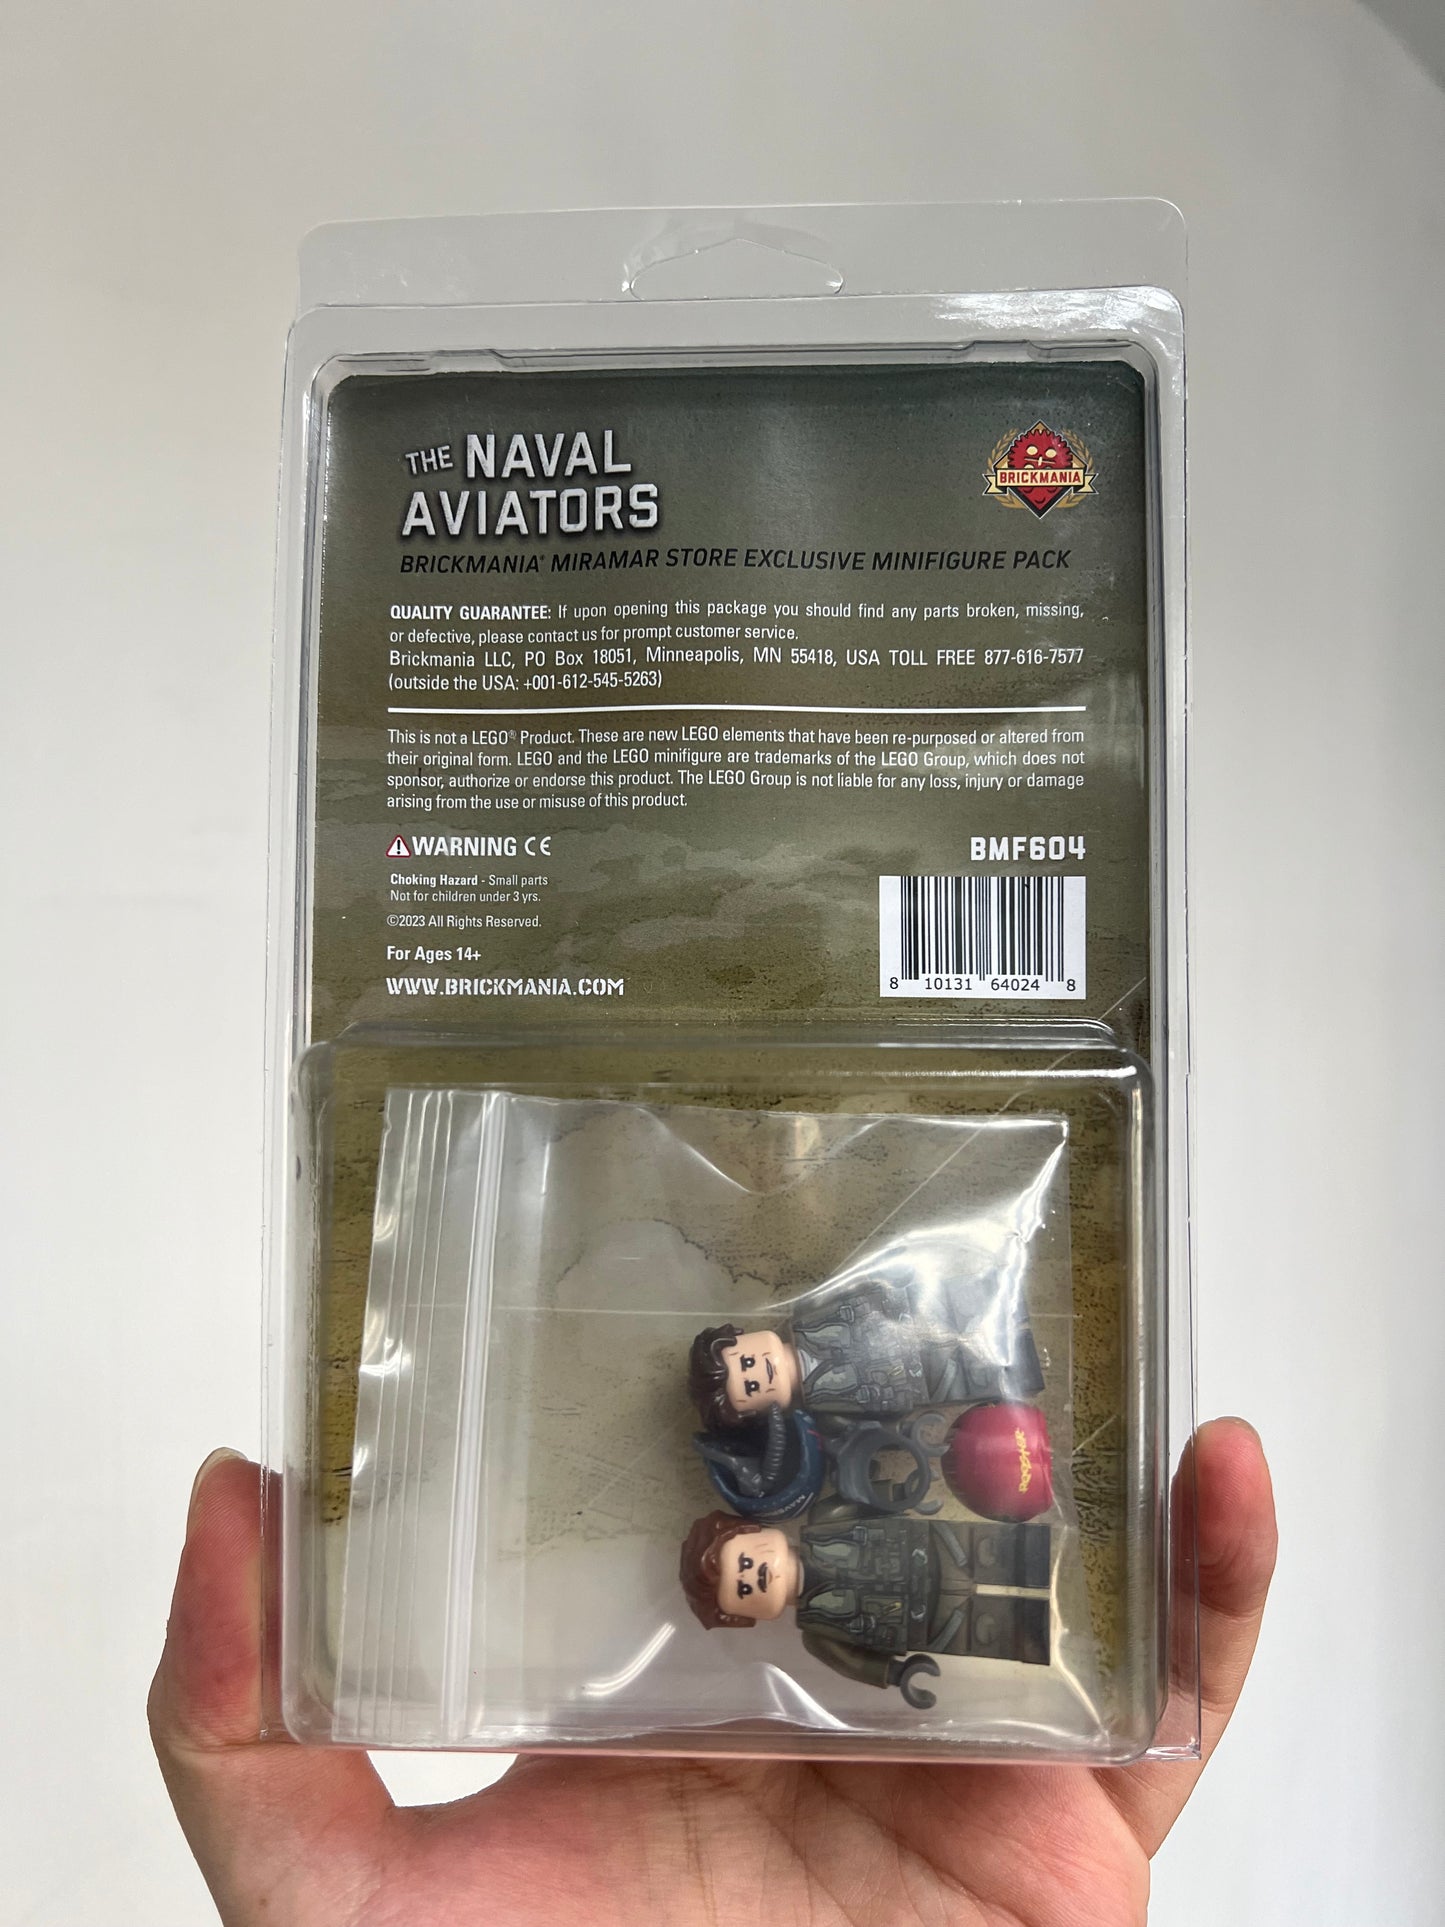 THE NAVAL
AVIATORS
BRICKMANIA
BRICKMANIA® MIRAMAR STORE EXCLUSIVE MINIFIGURE PACK
QUALITY GUARANTEE: If upon opening this package you should find any parts broken, missing,
or defective, please contact us for prompt customer service.
Brickmania LLC, PO Box 18051, Minneapolis, MN 55418, USA TOLL FREE 877-616-7577
(outside the USA: +001-612-545-5263)
This is not a LEGO® Product. These are new LEGO elements that have been re-purposed or altered from
their original form. LEGO and the LEGO minifigure are trademarks of the LEGO Group, which does not
sponsor, authorize or endorse this product. The LEGO Group is not liable for any loss, injury or damage
arising from the use or misuse of this product.
WARNING CE
Choking Hazard - Small parts
Not for children under 3 yrs.
©2023 All Rights Reserved.
For Ages 14+
WWW.BRICKMANIA.COM
BMF604
8 10131 64024 8
ROOSTER